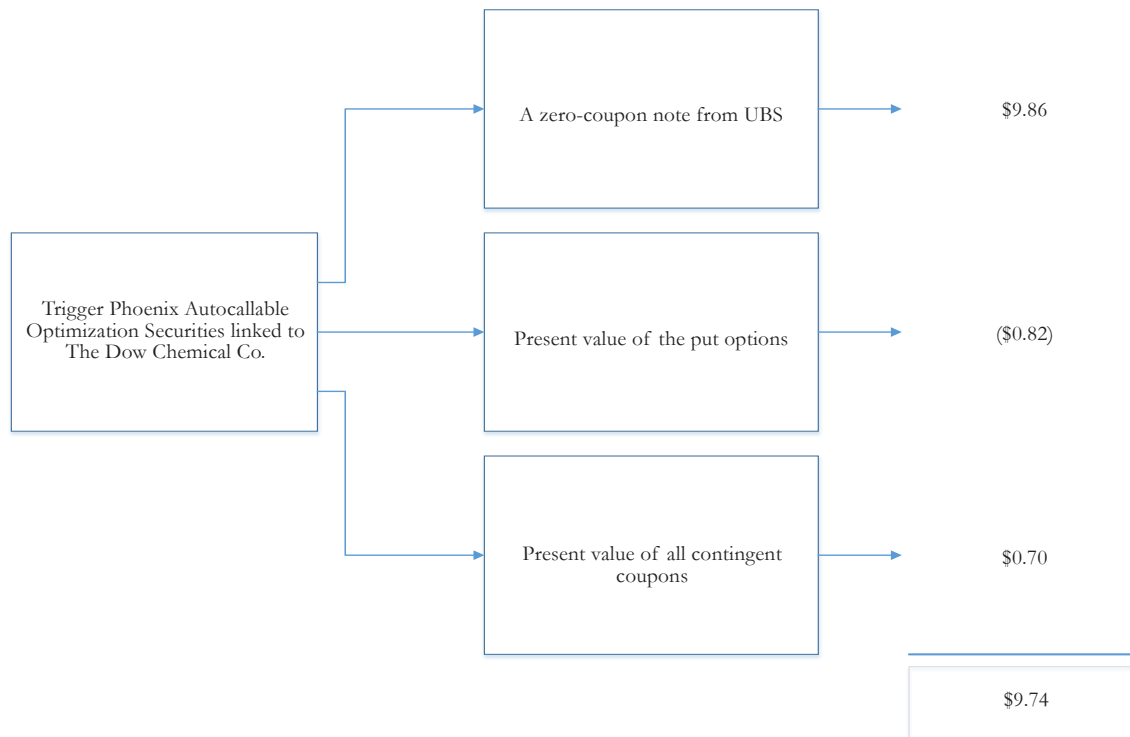 A zero-coupon note from UBS
$9.86
Trigger Phoenix Autocallable
Optimization Securities linked to
The Dow Chemical Co.
Present value of the put options
($0.82)
Present value of all contingent
coupons
$0.70
$9.74